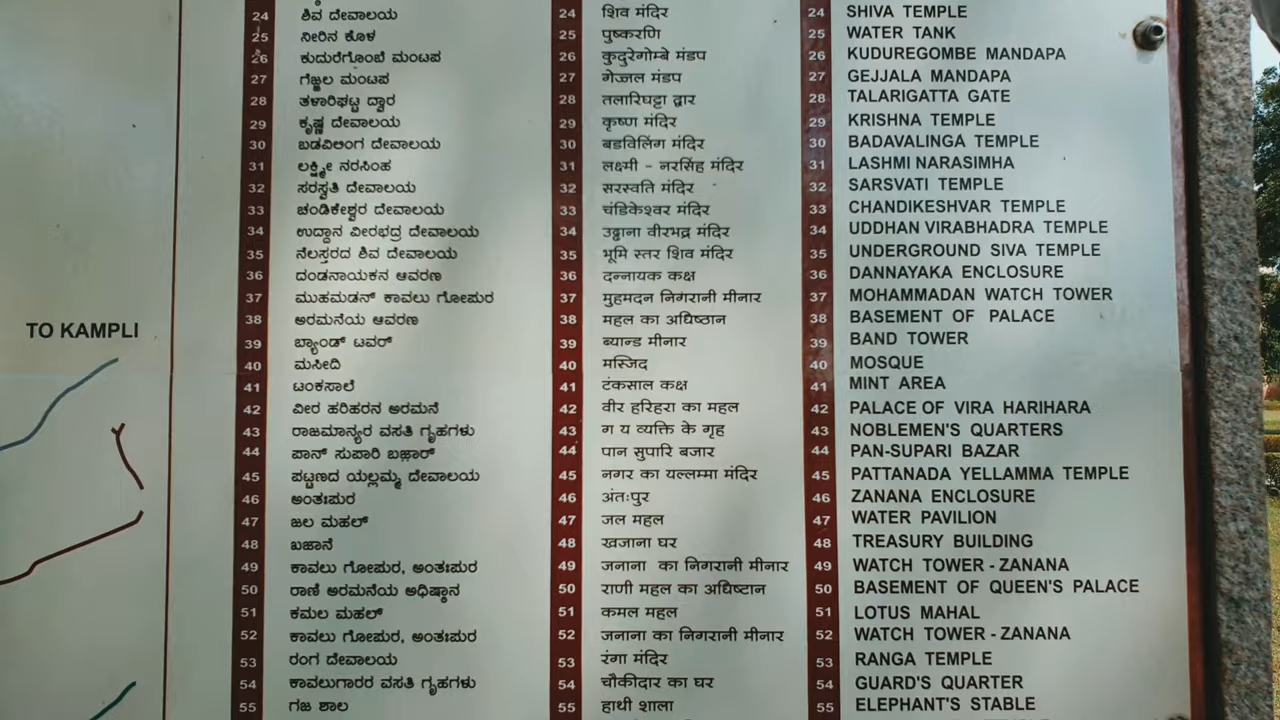 24 ಶಿವ ದೇವಾಲಯ 24 शिव मंदिर 24 SHIVA TEMPLE
25 ನೀರಿನ ಕೊಳ 25 पुष्करणि 25 WATER TANK
26 ಕುದುರೆಗೊಂಬೆ ಮಂಟಪ 26 कुदुरेगोम्बे मंडप 26 KUDUREGOMBE MANDAPA
27 ಗೆಜ್ಜಲ ಮಂಟಪ 27 गेज्जल मंडप 27 GEJJALA MANDAPA
28 ತಳಾರಿಘಟ್ಟ ದ್ವಾರ 28 तलारिघट्टा द्वार 28 TALARIGATTA GATE
29 ಕೃಷ್ಣ ದೇವಾಲಯ 29 कृष्ण मंदिर 29 KRISHNA TEMPLE
30 ಬಡವಿಲಿಂಗ ದೇವಾಲಯ 30 बडविलिंग मंदिर 30 BADAVALINGA TEMPLE
31 ಲಕ್ಷ್ಮೀ ನರಸಿಂಹ 31 लक्ष्मी - नरसिंह मंदिर 31 LASHMI NARASIMHA
32 ಸರಸ್ವತಿ ದೇವಾಲಯ 32 सरस्वति मंदिर 32 SARSVATI TEMPLE
33 ಚಂಡಿಕೇಶ್ವರ ದೇವಾಲಯ 33 चंडिकेश्वर मंदिर 33 CHANDIKESHVAR TEMPLE
34 ಉದ್ದಾನ ವೀರಭದ್ರ ದೇವಾಲಯ 34 उद्धाना वीरभद्र मंदिर 34 UDDHAN VIRABHADRA TEMPLE
35 ನೆಲಸ್ತರದ ಶಿವ ದೇವಾಲಯ 35 भूमि स्तर शिव मंदिर 35 UNDERGROUND SIVA TEMPLE
36 ದಂಡನಾಯಕನ ಆವರಣ 36 दन्नायक कक्ष 36 DANNAYAKA ENCLOSURE
37 ಮುಹಮಡನ್ ಕಾವಲು ಗೋಪುರ 37 मुहमदन निगरानी मीनार 37 MOHAMMADAN WATCH TOWER
TO KAMPLI
38 ಅರಮನೆಯ ಆವರಣ 38 महल का अधिष्ठान 38 BASEMENT OF PALACE
39 ಬ್ಯಾಂಡ್ ಟವರ್ 39 ब्यान्ड मीनार 39 BAND TOWER
40 ಮಸೀದಿ 40 मस्जिद 40 MOSQUE
41 ಟಂಕಸಾಲೆ 41 टंकसाल कक्ष 41 MINT AREA
42 ವೀರ ಹರಿಹರನ ಅರಮನೆ 42 वीर हरिहरा का महल 42 PALACE OF VIRA HARIHARA
43 ರಾಜಮಾನ್ಯರ ವಸತಿ ಗೃಹಗಳು 43 ग य व्यक्ति के गृह 43 NOBLEMEN'S QUARTERS
44 ಪಾನ್ ಸುಪಾರಿ ಬಜಾರ್ 44 पान सुपारि बजार 44 PAN-SUPARI BAZAR
45 ಪಟ್ಟಣದ ಯಲ್ಲಮ್ಮ ದೇವಾಲಯ 45 नगर का यल्लम्मा मंदिर 45 PATTANADA YELLAMMA TEMPLE
46 ಅಂತಃಪುರ 46 अंतःपुर 46 ZANANA ENCLOSURE
47 ಜಲ ಮಹಲ್ 47 जल महल 47 WATER PAVILION
48 ಖಜಾನೆ 48 खजाना घर 48 TREASURY BUILDING
49 ಕಾವಲು ಗೋಪುರ, ಅಂತಃಪುರ 49 जनाना का निगरानी मीनार 49 WATCH TOWER - ZANANA
50 ರಾಣಿ ಅರಮನೆಯ ಅಧಿಷ್ಠಾನ 50 राणी महल का अधिष्टान 50 BASEMENT OF QUEEN'S PALACE
51 ಕಮಲ ಮಹಲ್ 51 कमल महल 51 LOTUS MAHAL
52 ಕಾವಲು ಗೋಪುರ, ಅಂತಃಪುರ 52 जनाना का निगरानी मीनार 52 WATCH TOWER - ZANANA
53 ರಂಗ ದೇವಾಲಯ 53 रंगा मंदिर 53 RANGA TEMPLE
54 ಕಾವಲುಗಾರರ ವಸತಿ ಗೃಹಗಳು 54 चौकीदार का घर 54 GUARD'S QUARTER
55 ಗಜ ಶಾಲ 55 हाथी शाला 55 ELEPHANT'S STABLE